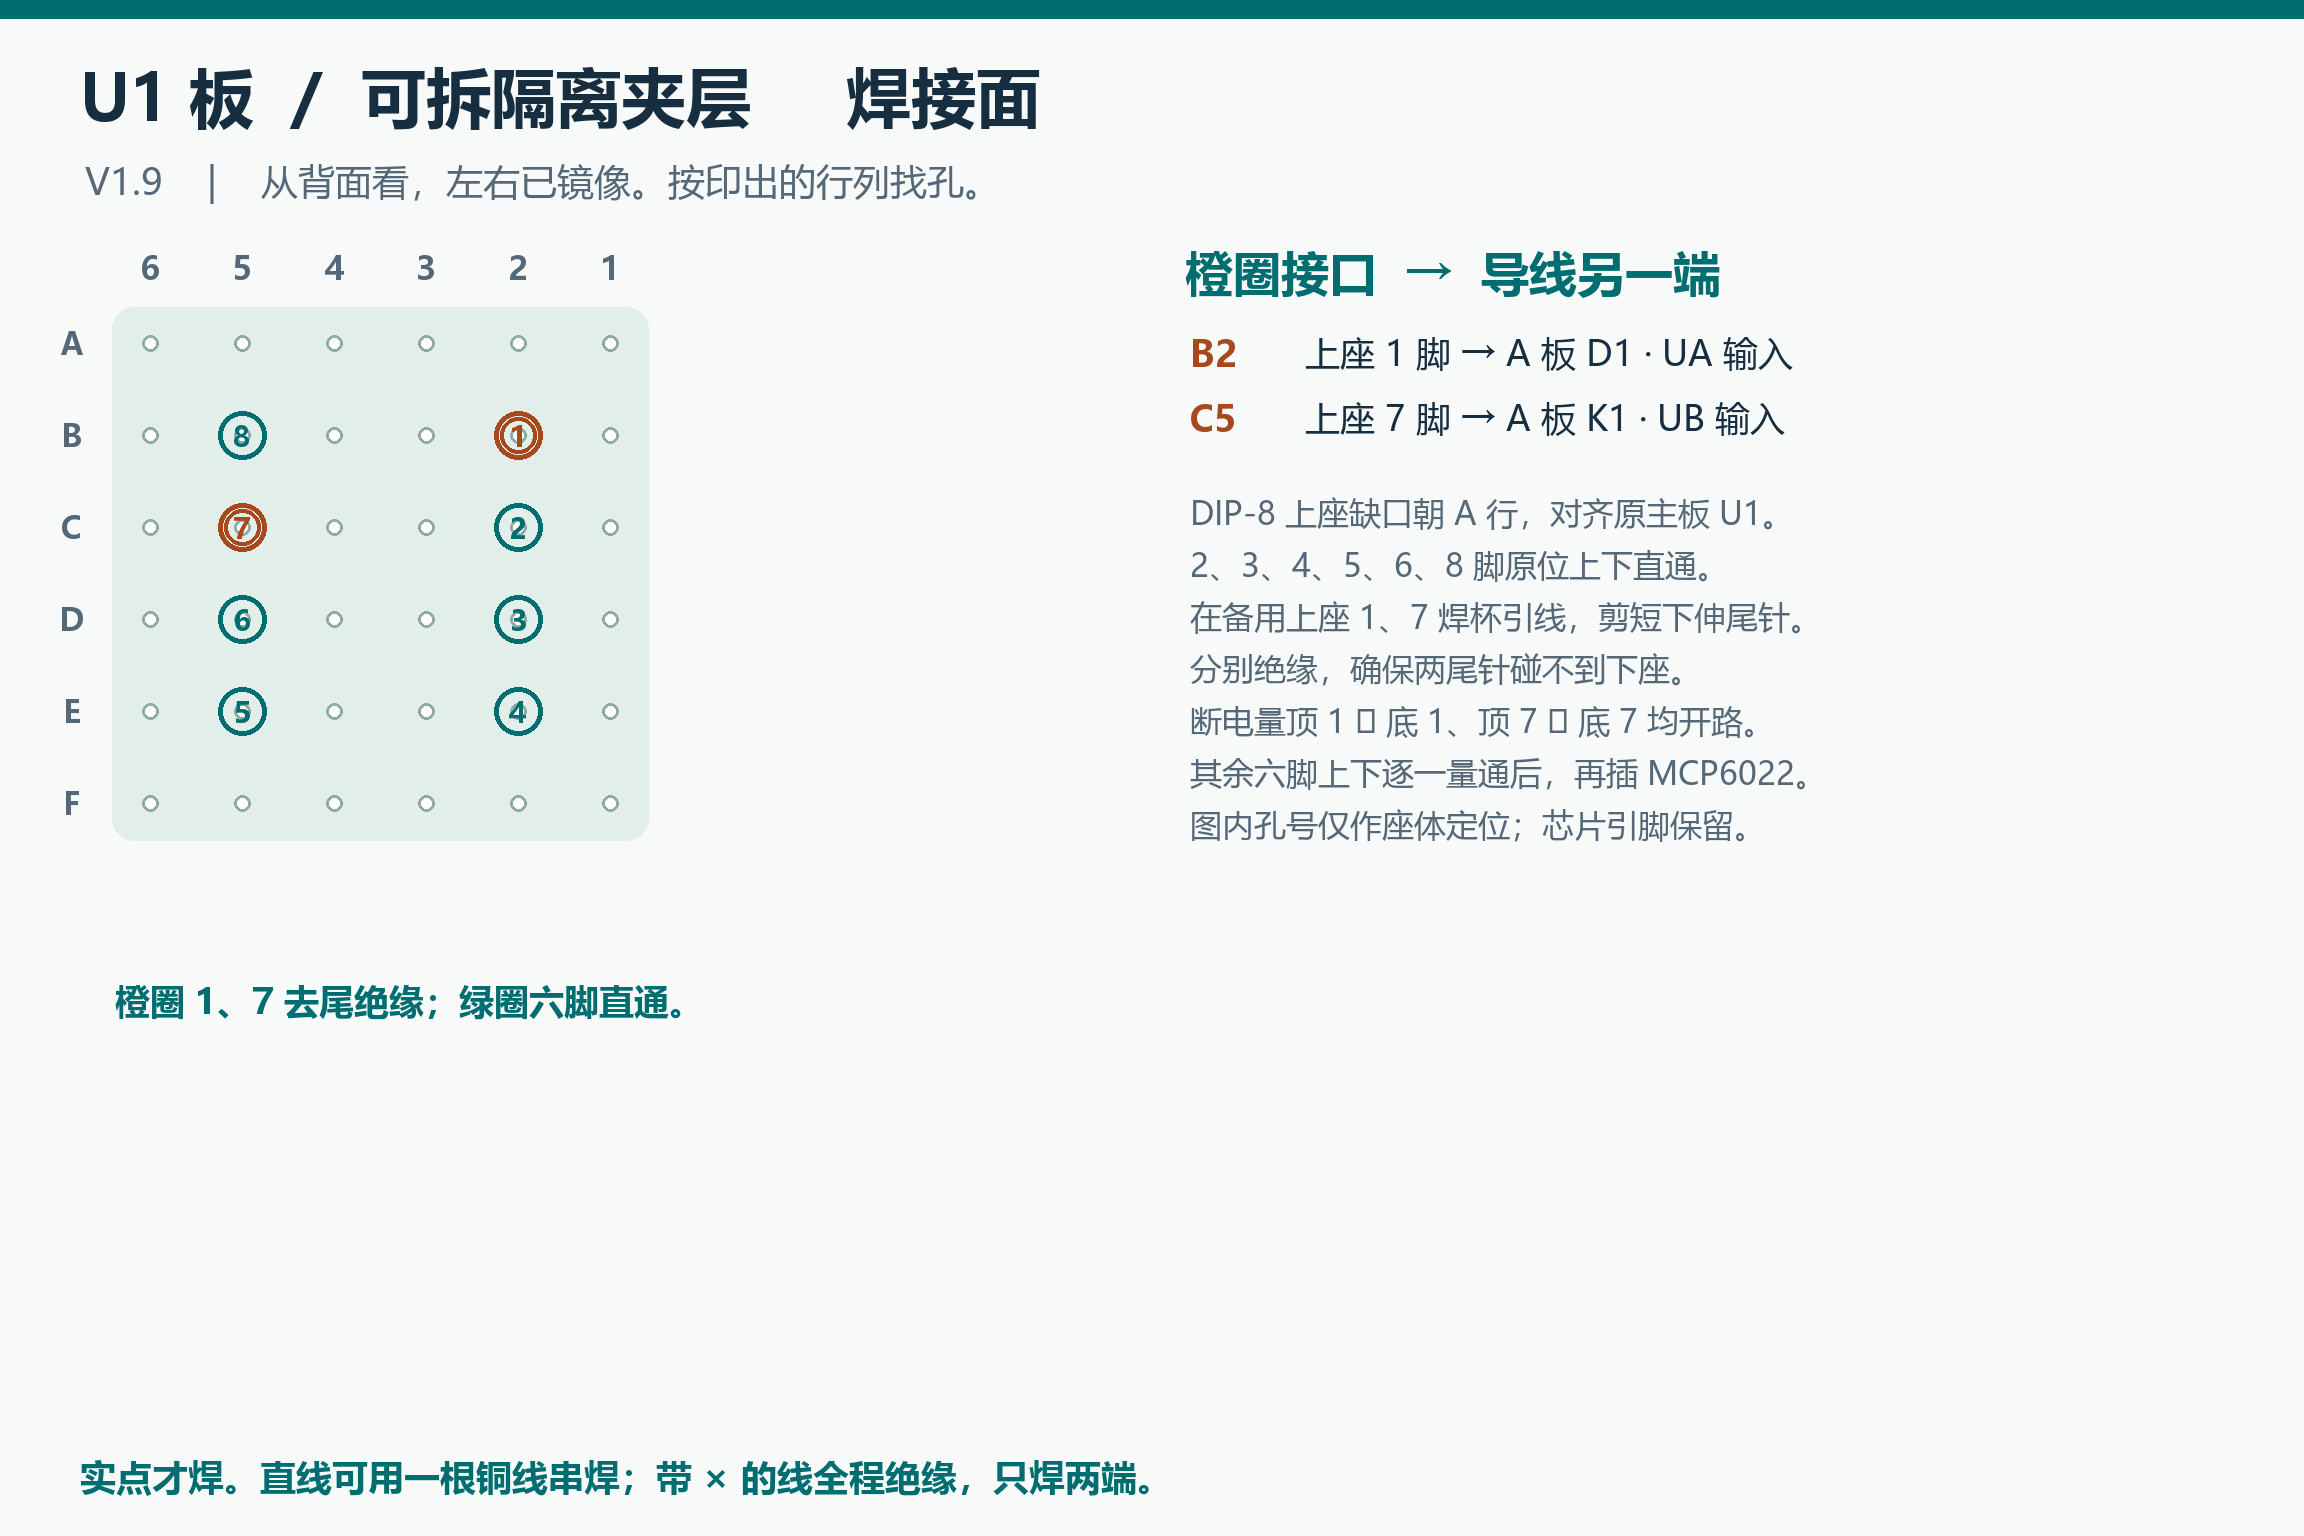 U1 板 / 可拆隔离夹层 焊接面
V1.9 | 从背面看，左右已镜像。按印出的行列找孔。
6 5 4 3 2 1
A
B 8 1
C 7 2
D 6 3
E 5 4
F
橙圈 1、7 去尾绝缘；绿圈六脚直通。
橙圈接口 → 导线另一端
B2 上座 1 脚 → A 板 D1 · UA 输入
C5 上座 7 脚 → A 板 K1 · UB 输入
DIP-8 上座缺口朝 A 行，对齐原主板 U1。
2、3、4、5、6、8 脚原位上下直通。
在备用上座 1、7 焊杯引线，剪短下伸尾针。
分别绝缘，确保两尾针碰不到下座。
断电量顶 1 □ 底 1、顶 7 □ 底 7 均开路。
其余六脚上下逐一量通后，再插 MCP6022。
图内孔号仅作座体定位；芯片引脚保留。
实点才焊。直线可用一根铜线串焊；带 × 的线全程绝缘，只焊两端。